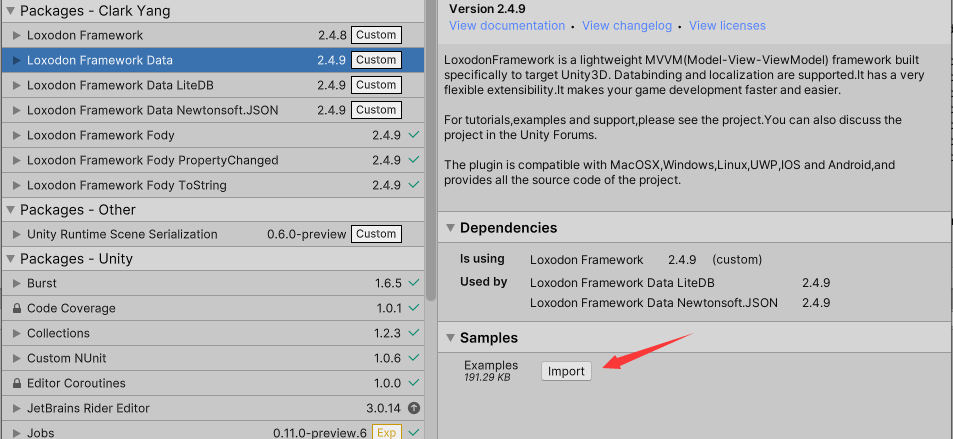 Packages - Clark Yang
Loxodon Framework 2.4.8 Custom
Loxodon Framework Data 2.4.9 Custom
Loxodon Framework Data LiteDB 2.4.9 Custom
Loxodon Framework Data Newtonsoft.JSON 2.4.9 Custom
Loxodon Framework Fody 2.4.9
Loxodon Framework Fody PropertyChanged 2.4.9
Loxodon Framework Fody ToString 2.4.9
Packages - Other
Unity Runtime Scene Serialization 0.6.0-preview Custom
Packages - Unity
Burst 1.6.5
Code Coverage 1.0.1
Collections 1.2.3
Custom NUnit 1.0.6
Editor Coroutines 1.0.0
JetBrains Rider Editor 3.0.14
Jobs 0.11.0-preview.6 Exp
Version 2.4.9
View documentation • View changelog • View licenses
LoxodonFramework is a lightweight MVVM(Model-View-ViewModel) framework built
specifically to target Unity3D. Databinding and localization are supported.It has a very
flexible extensibility.It makes your game development faster and easier.
For tutorials,examples and support,please see the project.You can also discuss the
project in the Unity Forums.
The plugin is compatible with MacOSX,Windows,Linux,UWP,IOS and Android,and
provides all the source code of the project.
Dependencies
Is using Loxodon Framework 2.4.9 (custom)
Used by Loxodon Framework Data LiteDB 2.4.9
Loxodon Framework Data Newtonsoft.JSON 2.4.9
Samples
Examples Import
191.29 KB